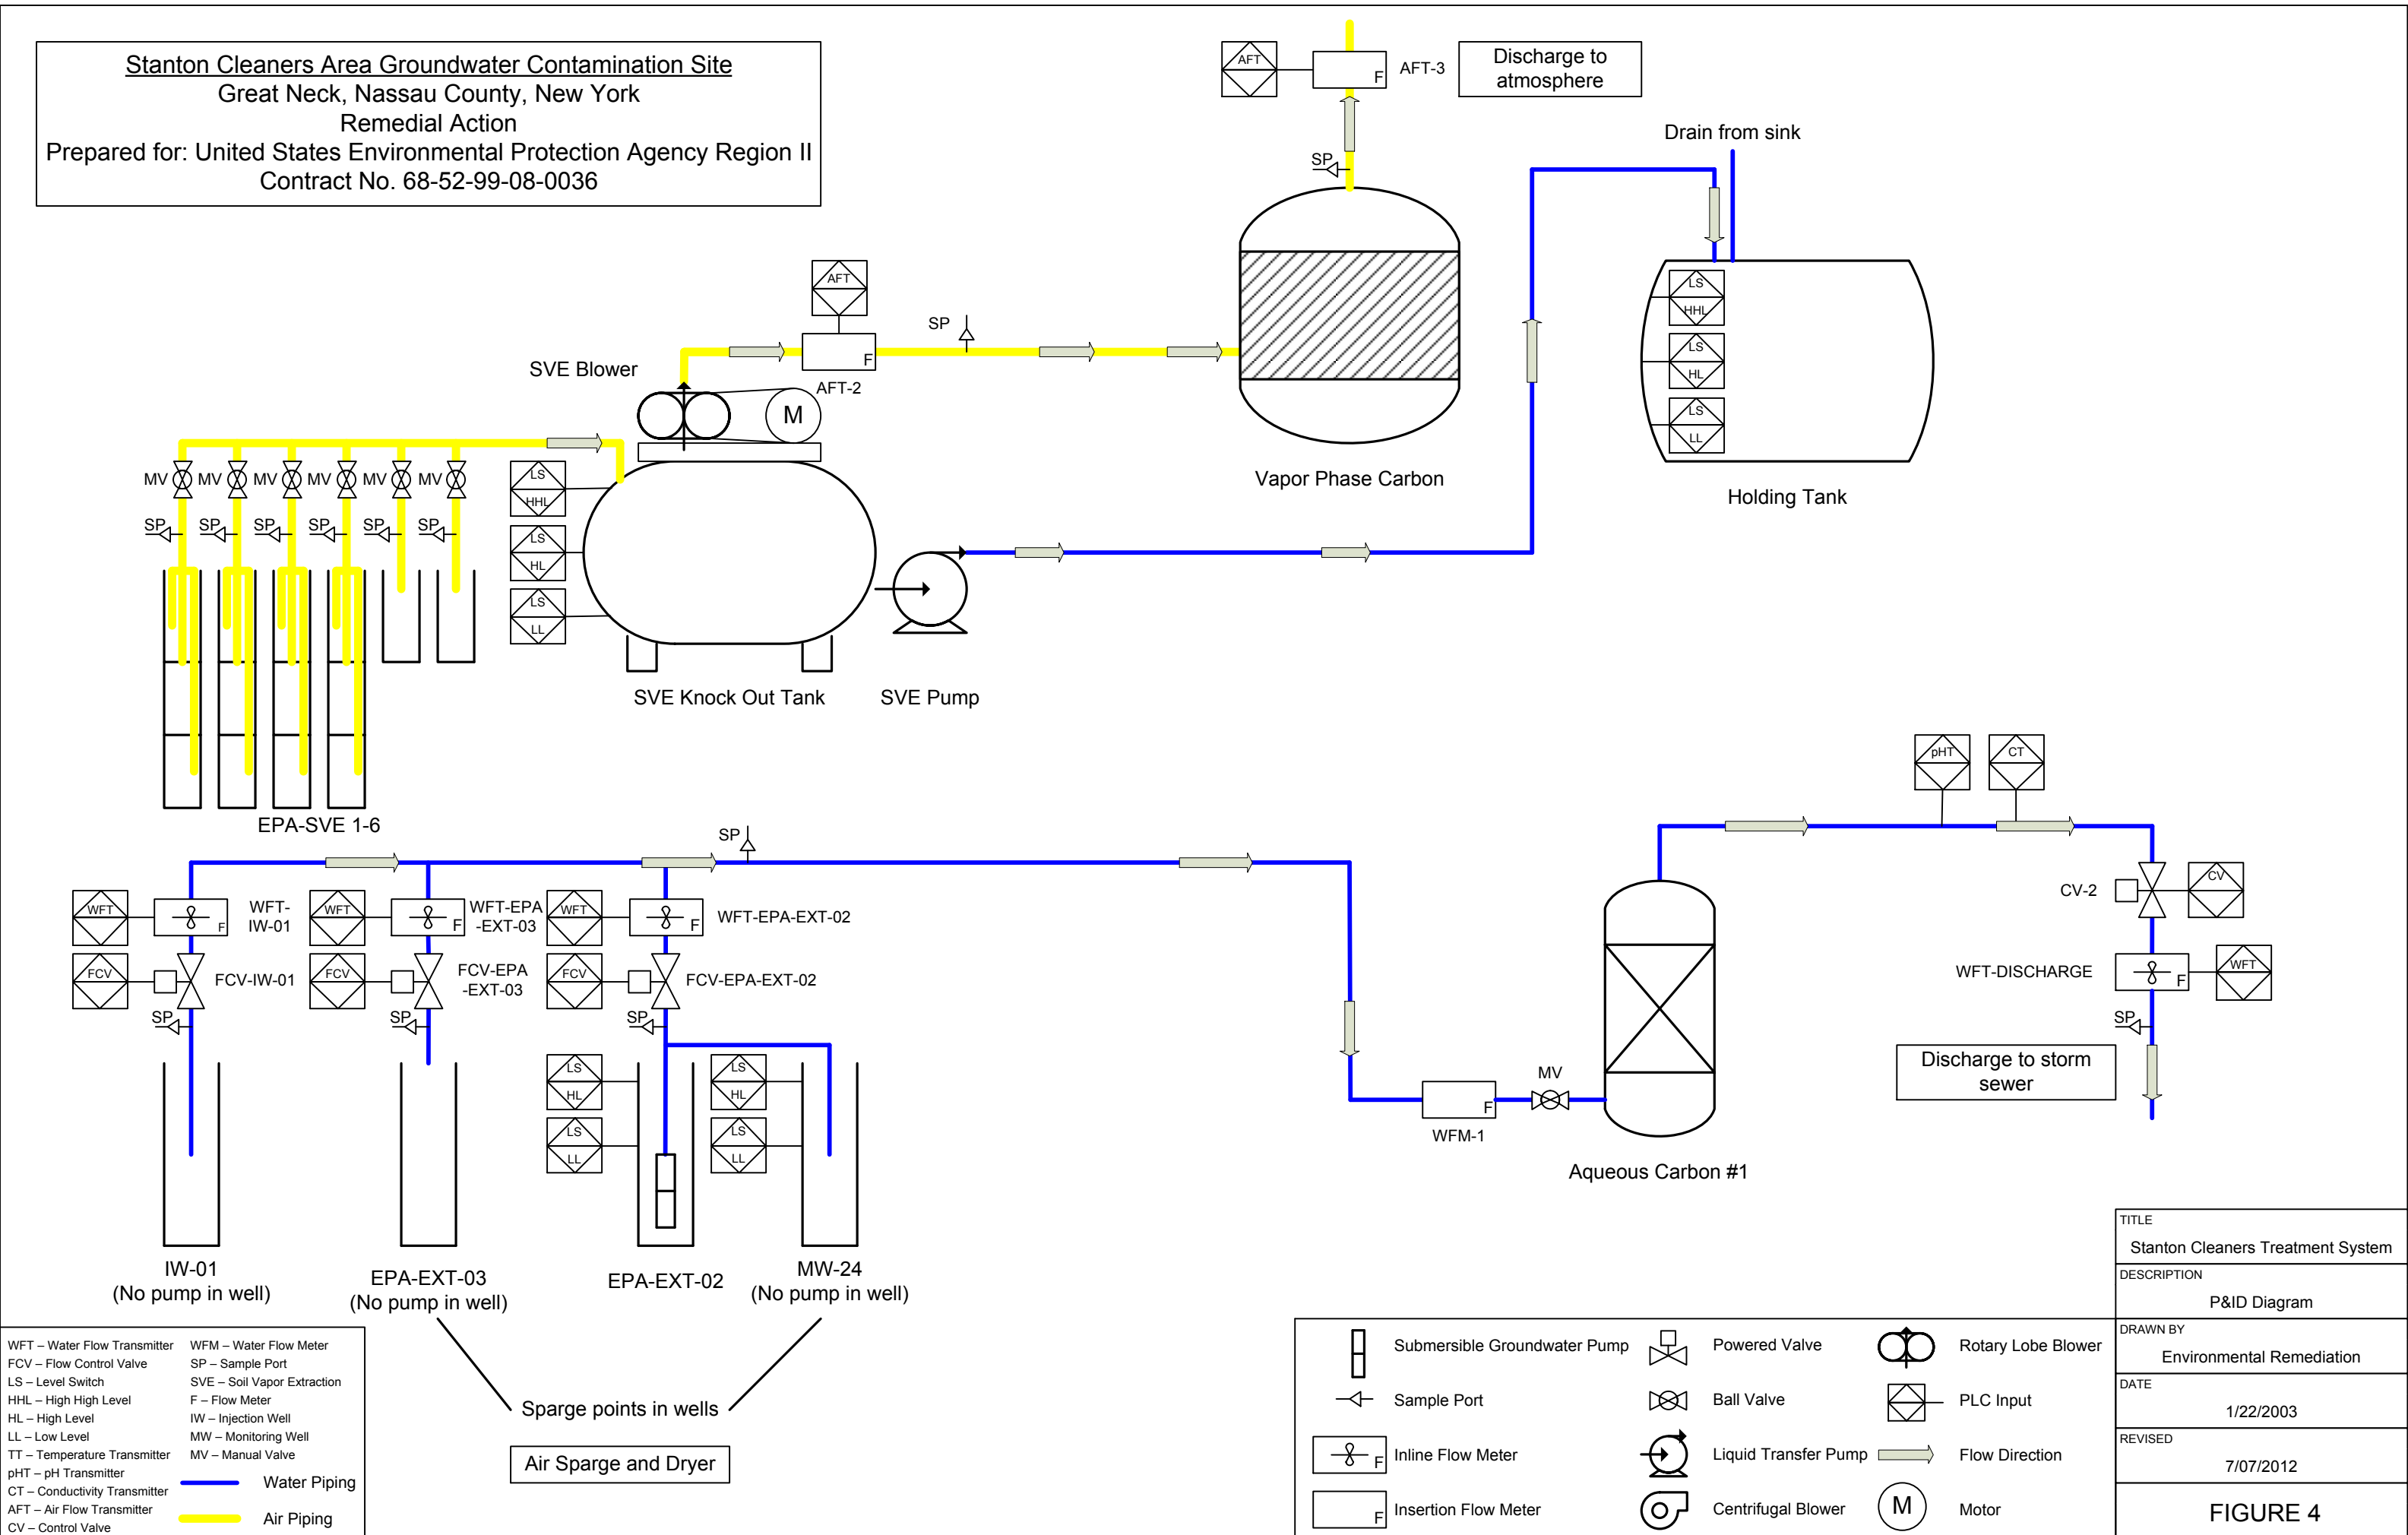 Stanton Cleaners Area Groundwater Contamination Site
Great Neck, Nassau County, New York
Remedial Action
Prepared for: United States Environmental Protection Agency Region II
Contract No. 68-52-99-08-0036
AFT
F
AFT-3
Discharge to
atmosphere
SP
Drain from sink
AFT
F
AFT-2
SP
SVE Blower
M
Vapor Phase Carbon
LS
HHL
LS
HL
LS
LL
Holding Tank
MV
MV
MV
MV
MV
MV
SP
SP
SP
SP
SP
SP
LS
HHL
LS
HL
LS
LL
SVE Knock Out Tank
SVE Pump
EPA-SVE 1-6
SP
WFT
F
WFT-
IW-01
WFT
F
WFT-EPA
-EXT-03
WFT
F
WFT-EPA-EXT-02
FCV
FCV-IW-01
FCV
FCV-EPA
-EXT-03
FCV
FCV-EPA-EXT-02
SP
SP
SP
LS
HL
LS
LL
LS
HL
LS
LL
IW-01
(No pump in well)
EPA-EXT-03
(No pump in well)
EPA-EXT-02
MW-24
(No pump in well)
Sparge points in wells
Air Sparge and Dryer
F
WFM-1
MV
Aqueous Carbon #1
pHT
CT
CV-2
CV
WFT-DISCHARGE
F
WFT
SP
Discharge to storm
sewer
WFT – Water Flow Transmitter
FCV – Flow Control Valve
LS – Level Switch
HHL – High High Level
HL – High Level
LL – Low Level
TT – Temperature Transmitter
pHT – pH Transmitter
CT – Conductivity Transmitter
AFT – Air Flow Transmitter
CV – Control Valve
WFM – Water Flow Meter
SP – Sample Port
SVE – Soil Vapor Extraction
F – Flow Meter
IW – Injection Well
MW – Monitoring Well
MV – Manual Valve
Water Piping
Air Piping
Submersible Groundwater Pump
Sample Port
F
Inline Flow Meter
F
Insertion Flow Meter
Powered Valve
Ball Valve
Liquid Transfer Pump
Centrifugal Blower
Rotary Lobe Blower
PLC Input
Flow Direction
M
Motor
TITLE
Stanton Cleaners Treatment System
DESCRIPTION
P&ID Diagram
DRAWN BY
Environmental Remediation
DATE
1/22/2003
REVISED
7/07/2012
FIGURE 4